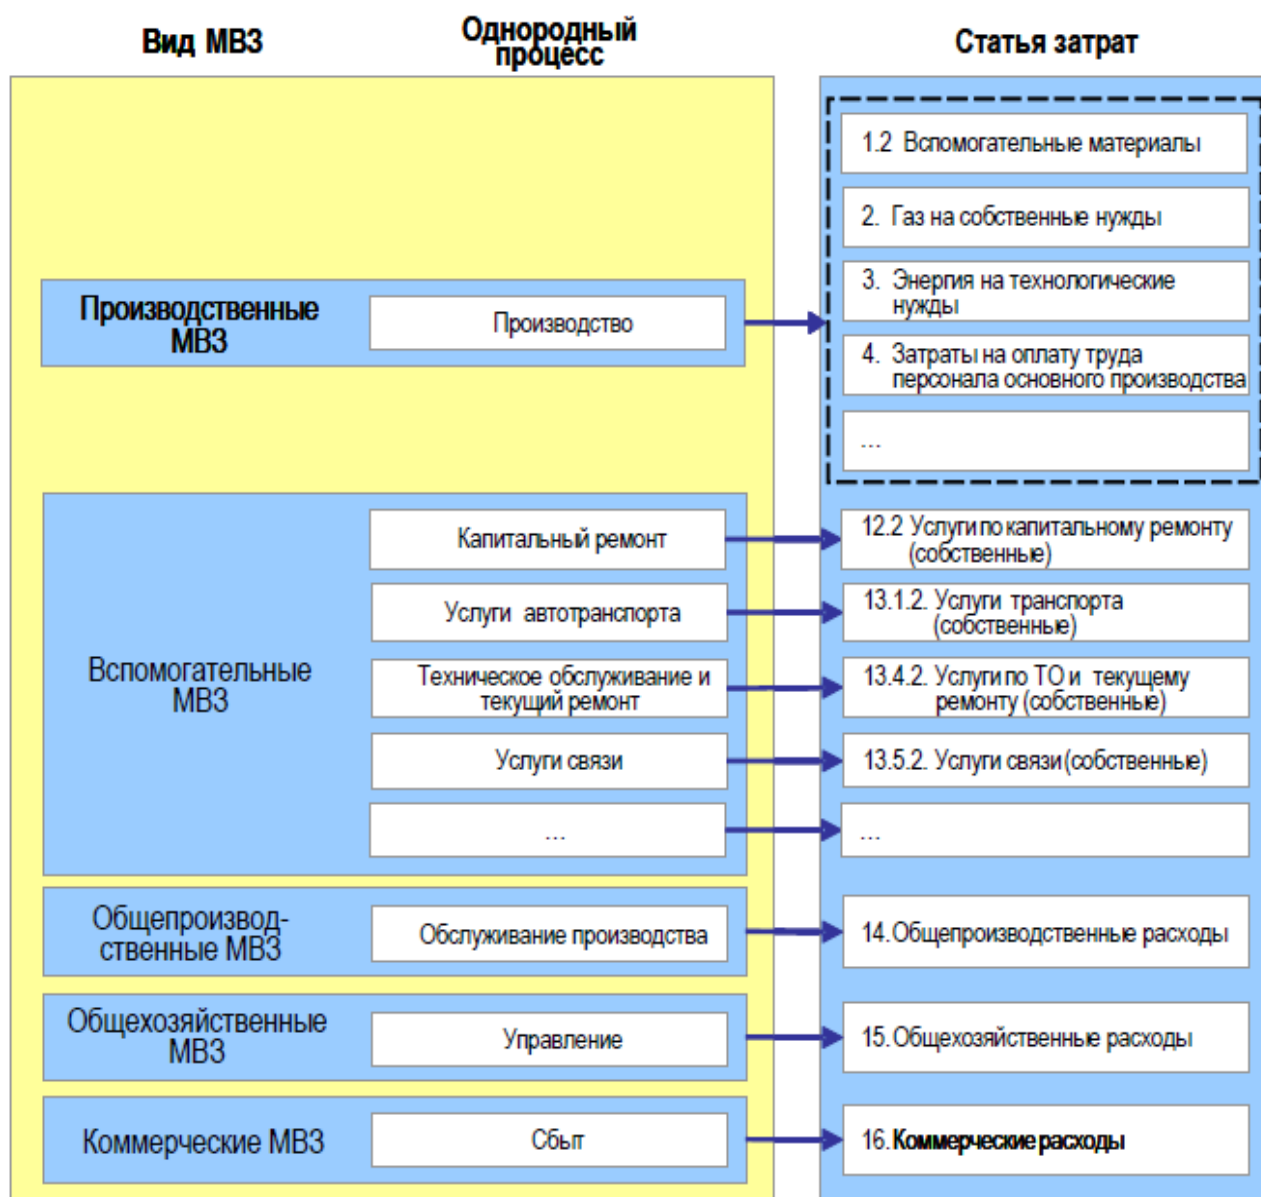 Вид МВЗ
Однородный
процесс
Статья затрат
1.2 Вспомогательные материалы
2. Газ на собственные нужды
3. Энергия на технологические
нужды
Производственные
МВЗ
Производство
4. Затраты на оплату труда
персонала основного производства
...
Капитальный ремонт
12.2 Услуги по капитальному ремонту
(собственные)
Услуги автотранспорта
13.1.2. Услуги транспорта
(собственные)
Вспомогательные
МВЗ
Техническое обслуживание и
текущий ремонт
13.4.2. Услуги по ТО и текущему
ремонту (собственные)
Услуги связи
13.5.2. Услуги связи (собственные)
...
...
Общепроизвод-
ственные МВЗ
Обслуживание производства
14. Общепроизводственные расходы
Общехозяйственные
МВЗ
Управление
15. Общехозяйственные расходы
Коммерческие МВЗ
Сбыт
16. Коммерческие расходы